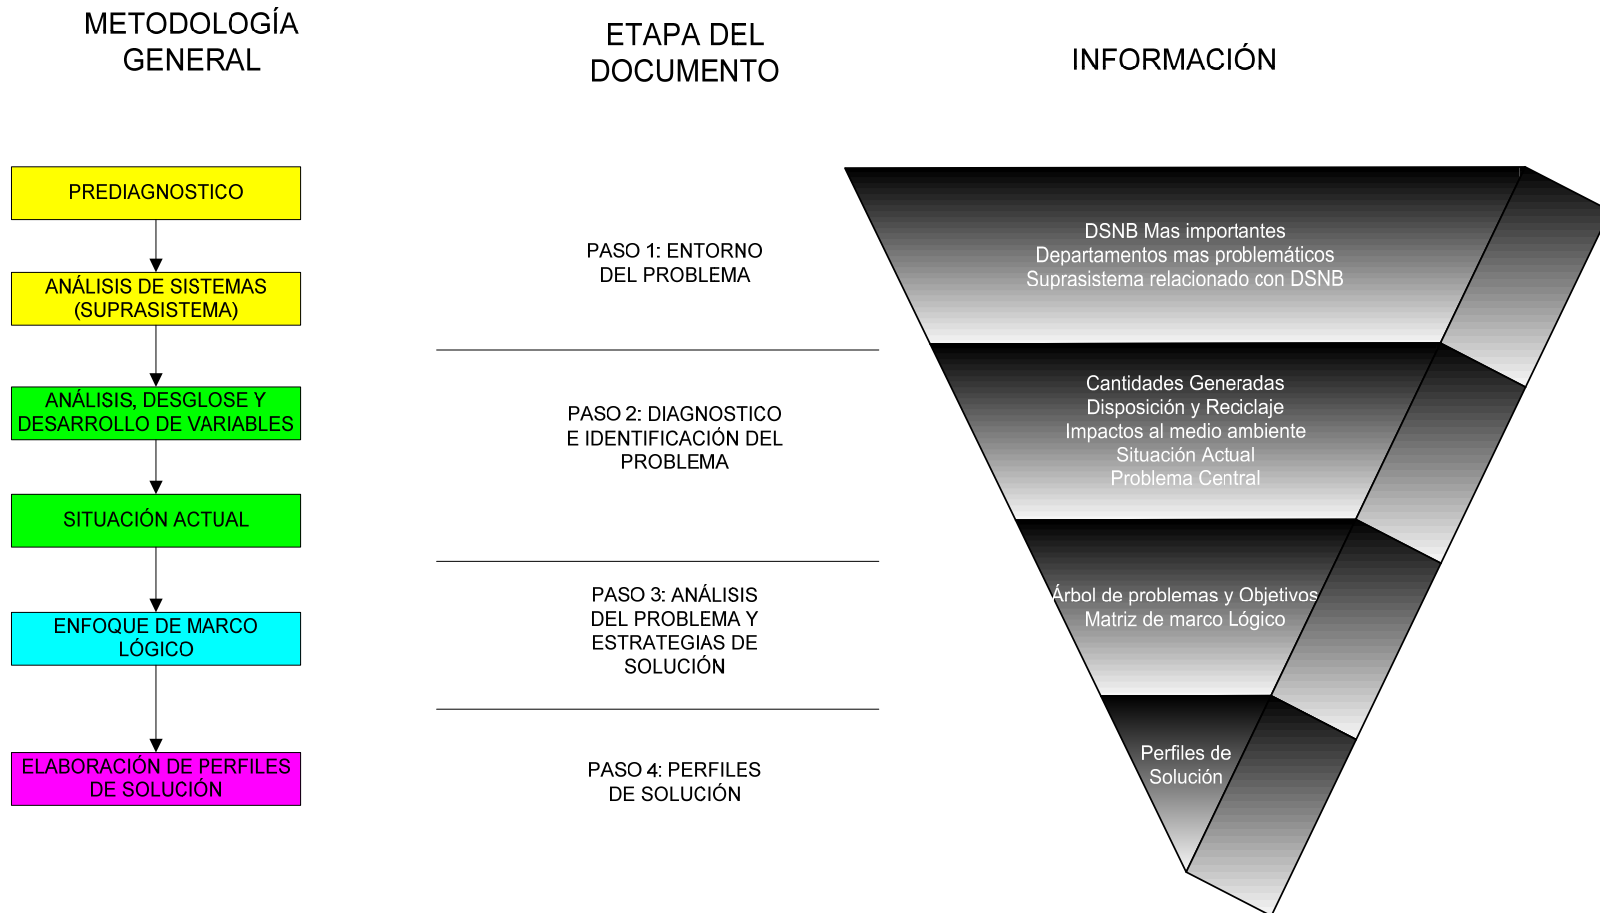 METODOLOGÍA
GENERAL
ETAPA DEL
DOCUMENTO
INFORMACIÓN
PREDIAGNOSTICO
ANÁLISIS DE SISTEMAS
(SUPRASISTEMA)
ANÁLISIS, DESGLOSE Y
DESARROLLO DE VARIABLES
SITUACIÓN ACTUAL
ENFOQUE DE MARCO
LÓGICO
ELABORACIÓN DE PERFILES
DE SOLUCIÓN
PASO 1: ENTORNO
DEL PROBLEMA
PASO 2: DIAGNOSTICO
E IDENTIFICACIÓN DEL
PROBLEMA
PASO 3: ANÁLISIS
DEL PROBLEMA Y
ESTRATEGIAS DE
SOLUCIÓN
PASO 4: PERFILES
DE SOLUCIÓN
DSNB Mas importantes
Departamentos mas problemáticos
Suprasistema relacionado con DSNB
Cantidades Generadas
Disposición y Reciclaje
Impactos al medio ambiente
Situación Actual
Problema Central
Árbol de problemas y Objetivos
Matriz de marco Lógico
Perfiles de
Solución